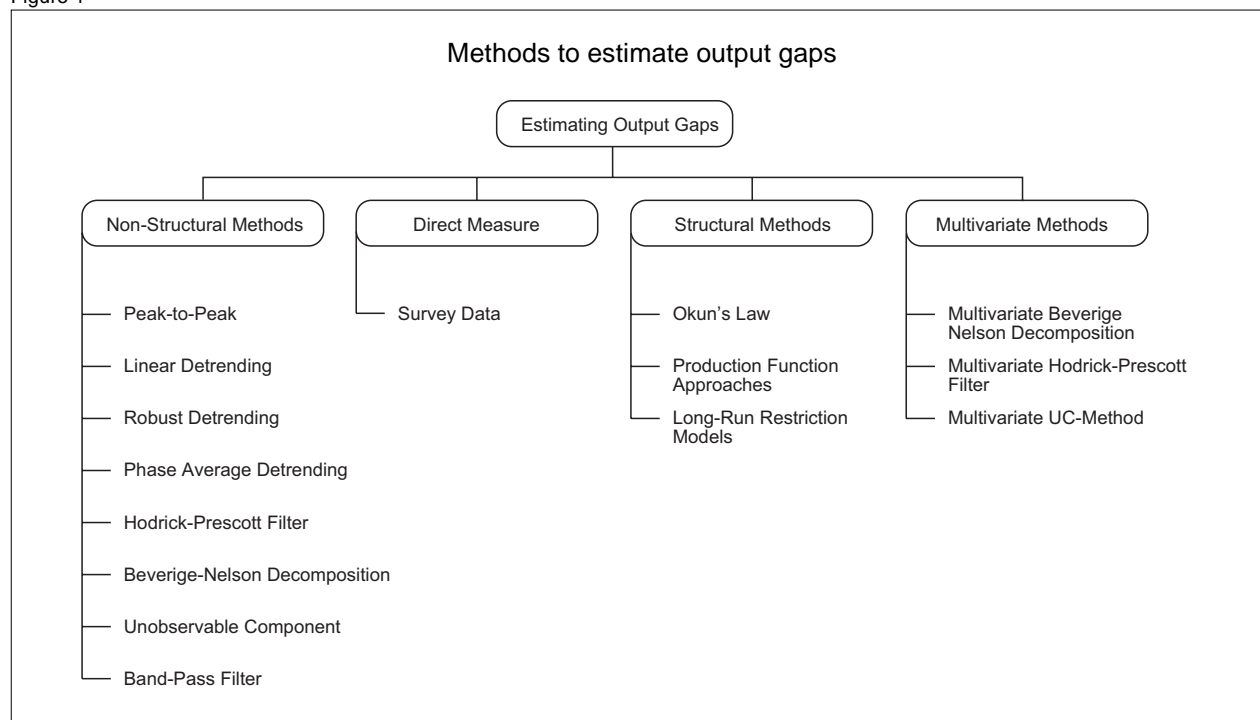 Methods to estimate output gaps
Estimating Output Gaps
Non-Structural Methods
Peak-to-Peak
Linear Detrending
Robust Detrending
Phase Average Detrending
Hodrick-Prescott Filter
Beverige-Nelson Decomposition
Unobservable Component
Band-Pass Filter
Direct Measure
Survey Data
Structural Methods
Okun's Law
Production Function
Approaches
Long-Run Restriction
Models
Multivariate Methods
Multivariate Beverige
Nelson Decomposition
Multivariate Hodrick-Prescott
Filter
Multivariate UC-Method